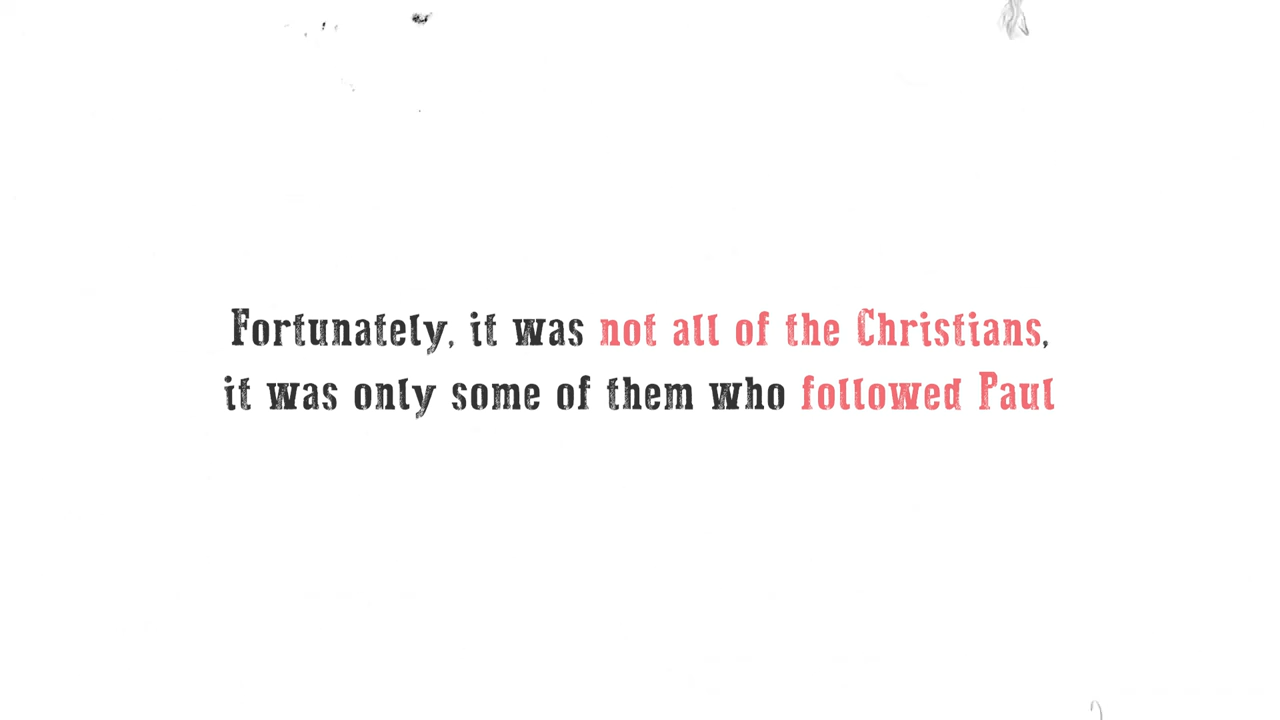 Fortunately, it was not all of the Christians,
it was only some of them who followed Paul